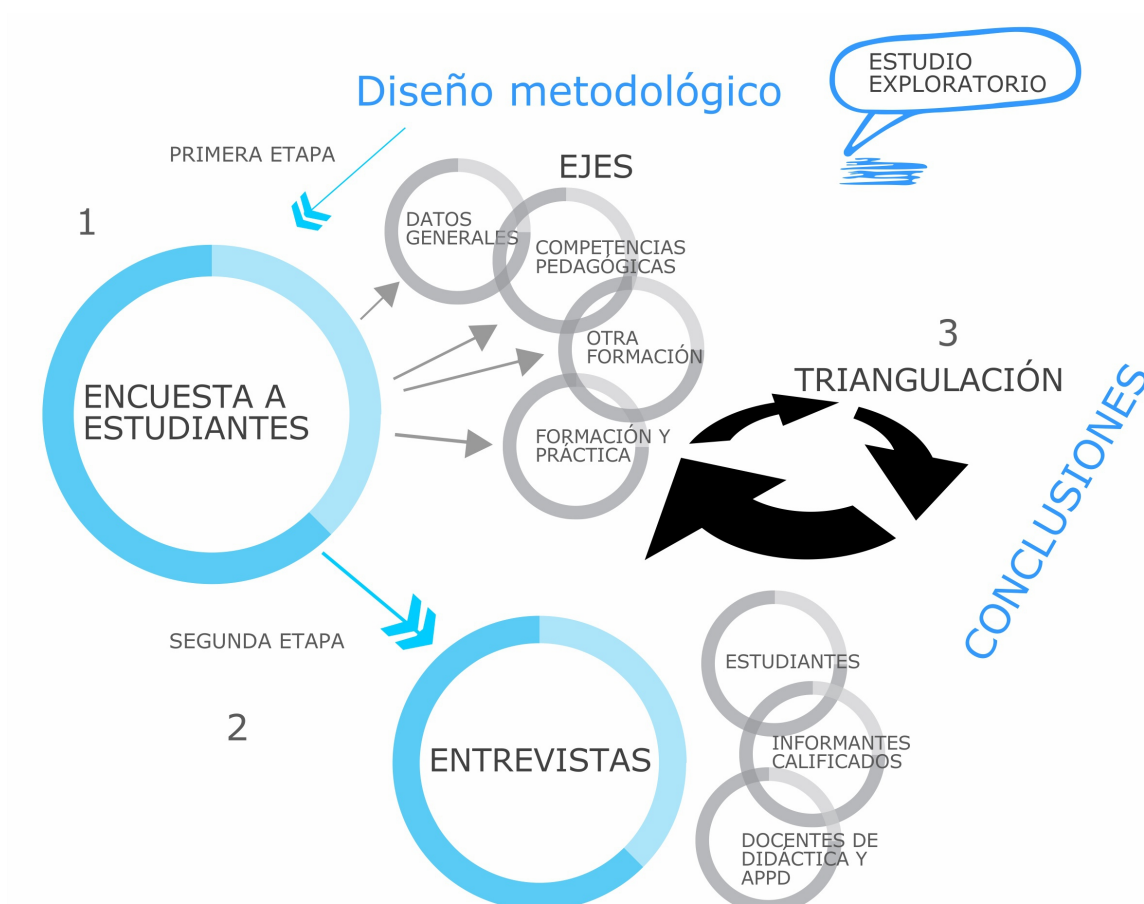 Diseño metodológico
ESTUDIO
EXPLORATORIO
PRIMERA ETAPA
1
ENCUESTA A
ESTUDIANTES
EJES
DATOS
GENERALES
COMPETENCIAS
PEDAGÓGICAS
OTRA
FORMACIÓN
FORMACIÓN Y
PRÁCTICA
SEGUNDA ETAPA
2
ENTREVISTAS
ESTUDIANTES
INFORMANTES
CALIFICADOS
DOCENTES DE
DIDÁCTICA Y
APPD
3
TRIANGULACIÓN
CONCLUSIONES